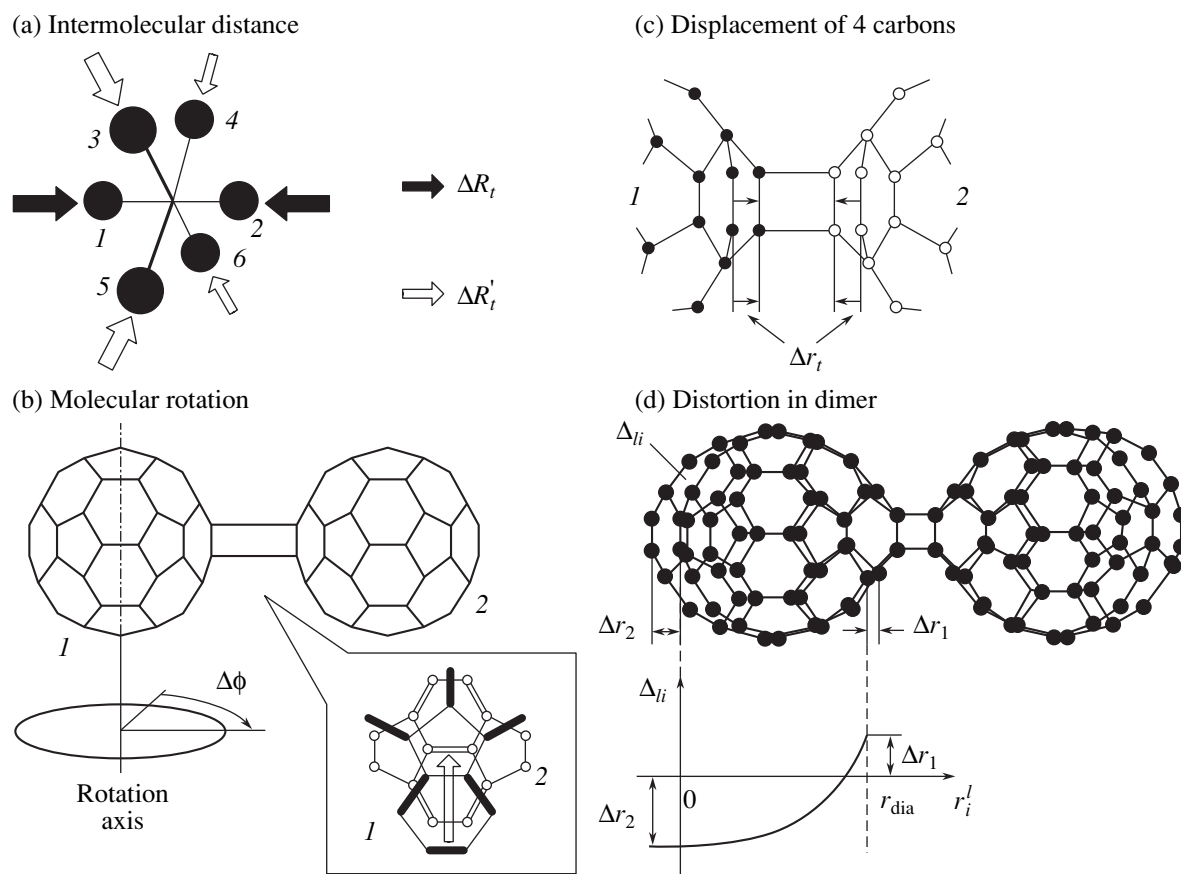 (a) Intermolecular distance
3
4
1
2
5
6
ΔR_t
ΔR'_t
(c) Displacement of 4 carbons
1
2
Δr_t
(b) Molecular rotation
1
2
Δϕ
Rotation
axis
1
2
(d) Distortion in dimer
Δ_li
Δr_2
Δr_1
Δ_li
Δr_1
0
r_dia
r_i^l
Δr_2